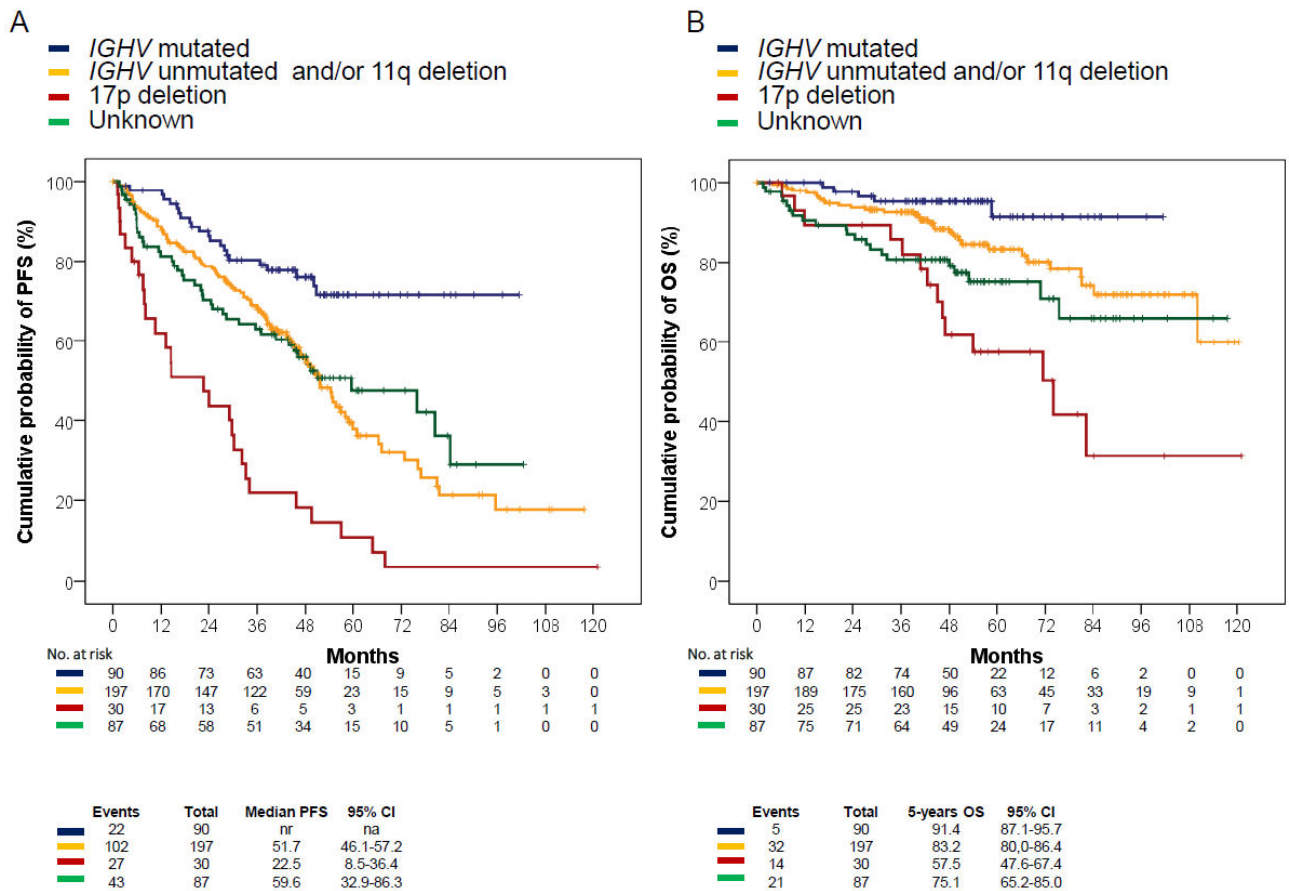 A
IGHV mutated
IGHV unmutated and/or 11q deletion
17p deletion
Unknown
Cumulative probability of PFS (%)
100
80
60
40
20
0
0 12 24 36 48 60 72 84 96 108 120
Months
No. at risk
90 86 73 63 40 15 9 5 2 0 0
197 170 147 122 59 23 15 9 5 3 0
30 17 13 6 5 3 1 1 1 1 1
87 68 58 51 34 15 10 5 1 0 0
Events Total Median PFS 95% CI
22 90 nr na
102 197 51.7 46.1-57.2
27 30 22.5 8.5-36.4
43 87 59.6 32.9-86.3
B
IGHV mutated
IGHV unmutated and/or 11q deletion
17p deletion
Unknown
Cumulative probability of OS (%)
100
80
60
40
20
0
0 12 24 36 48 60 72 84 96 108 120
Months
No. at risk
90 87 82 74 50 22 12 6 2 0 0
197 189 175 160 96 63 45 33 19 9 1
30 25 25 23 15 10 7 3 2 1 1
87 75 71 64 49 24 17 11 4 2 0
Events Total 5-years OS 95% CI
5 90 91.4 87.1-95.7
32 197 83.2 80,0-86.4
14 30 57.5 47.6-67.4
21 87 75.1 65.2-85.0